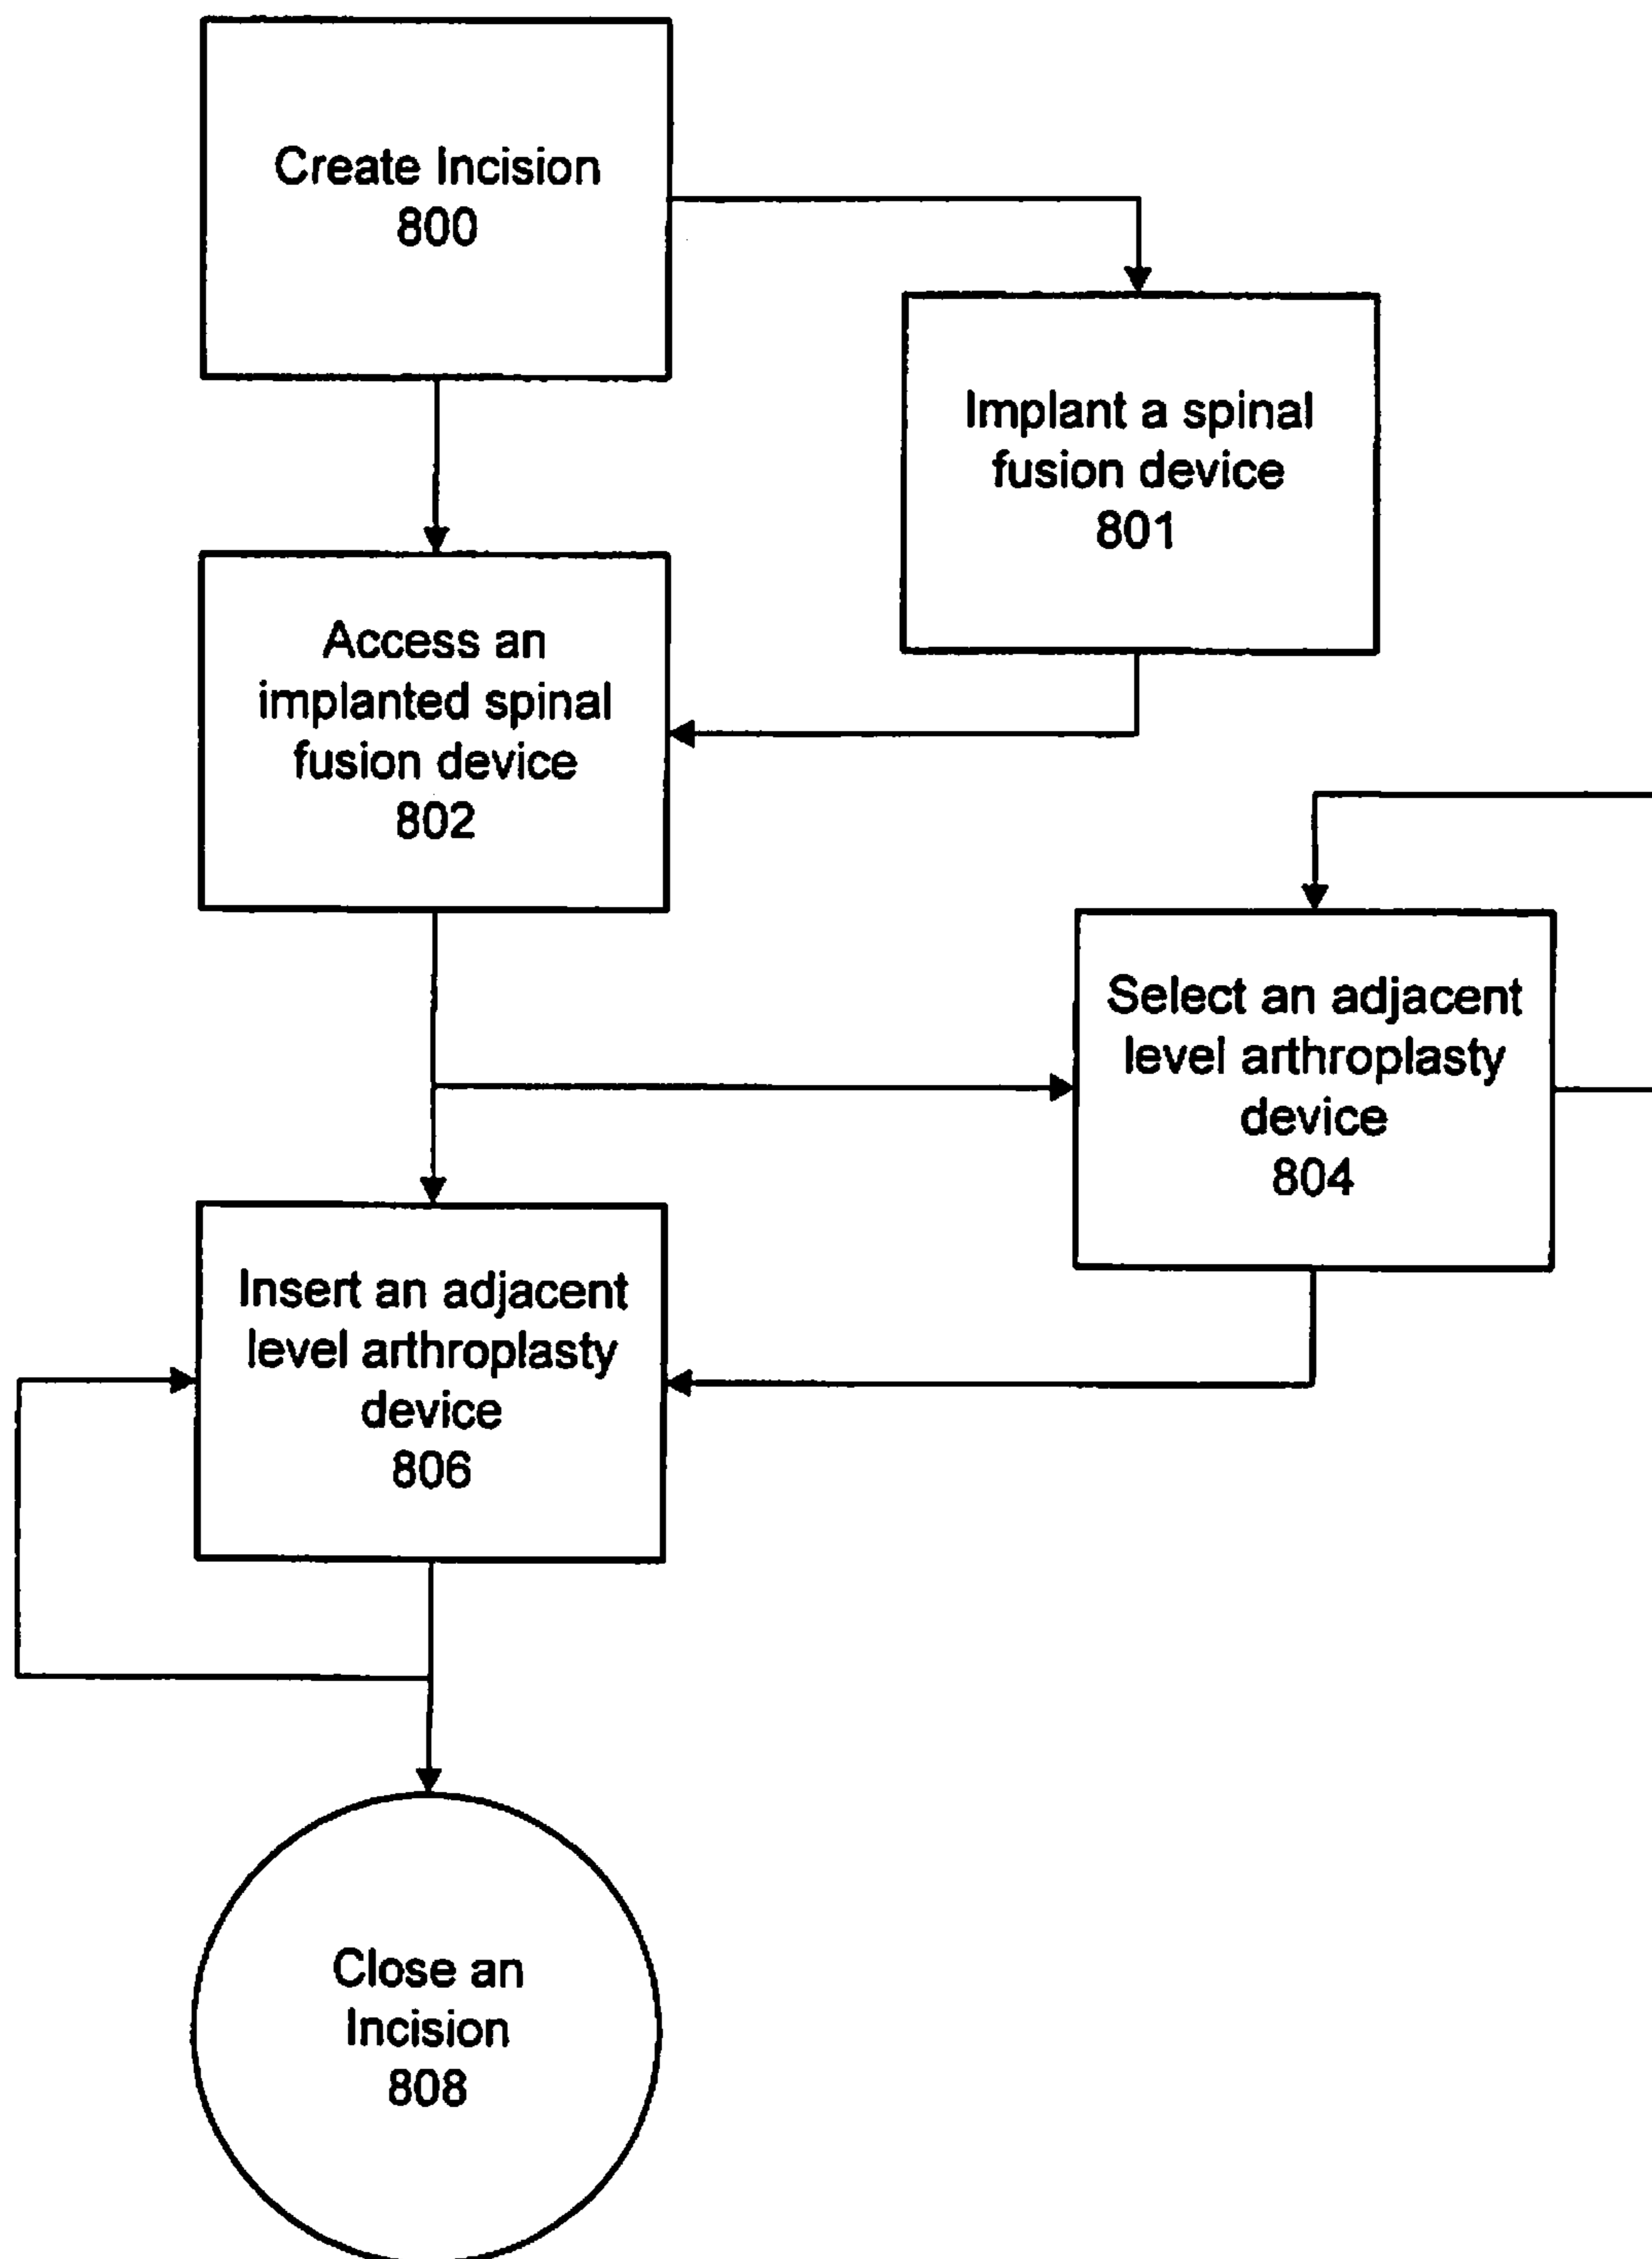 Create Incision
800
Implant a spinal
fusion device
801
Access an
implanted spinal
fusion device
802
Select an adjacent
level arthroplasty
device
804
Insert an adjacent
level arthroplasty
device
806
Close an
Incision
808